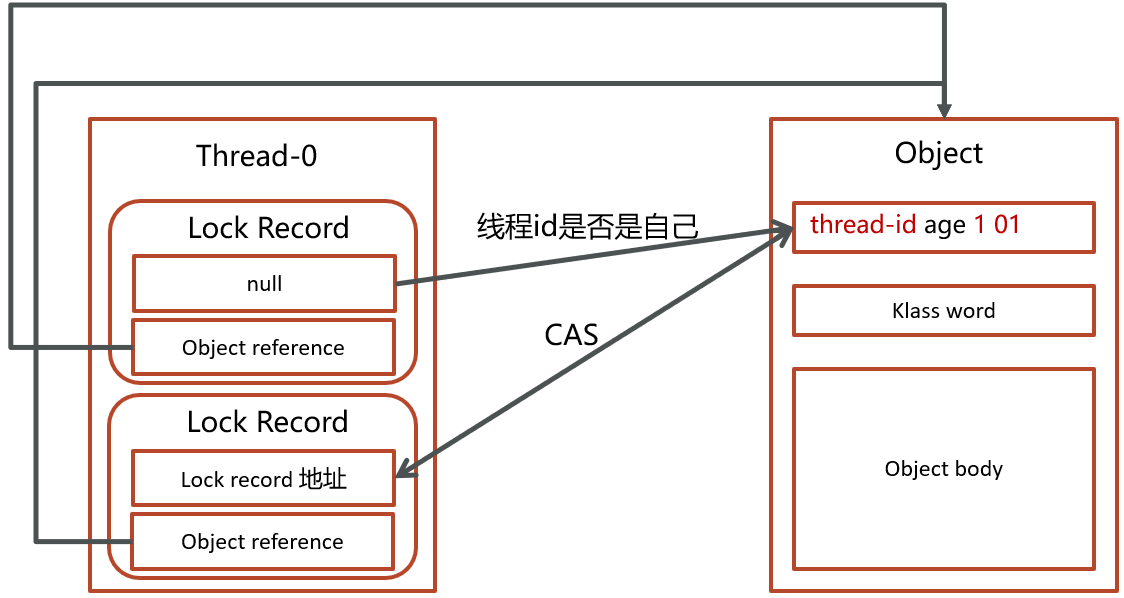 Thread-0
Lock Record
null
Object reference
Lock Record
Lock record 地址
Object reference
线程id是否是自己
CAS
Object
thread-id age 1 01
Klass word
Object body